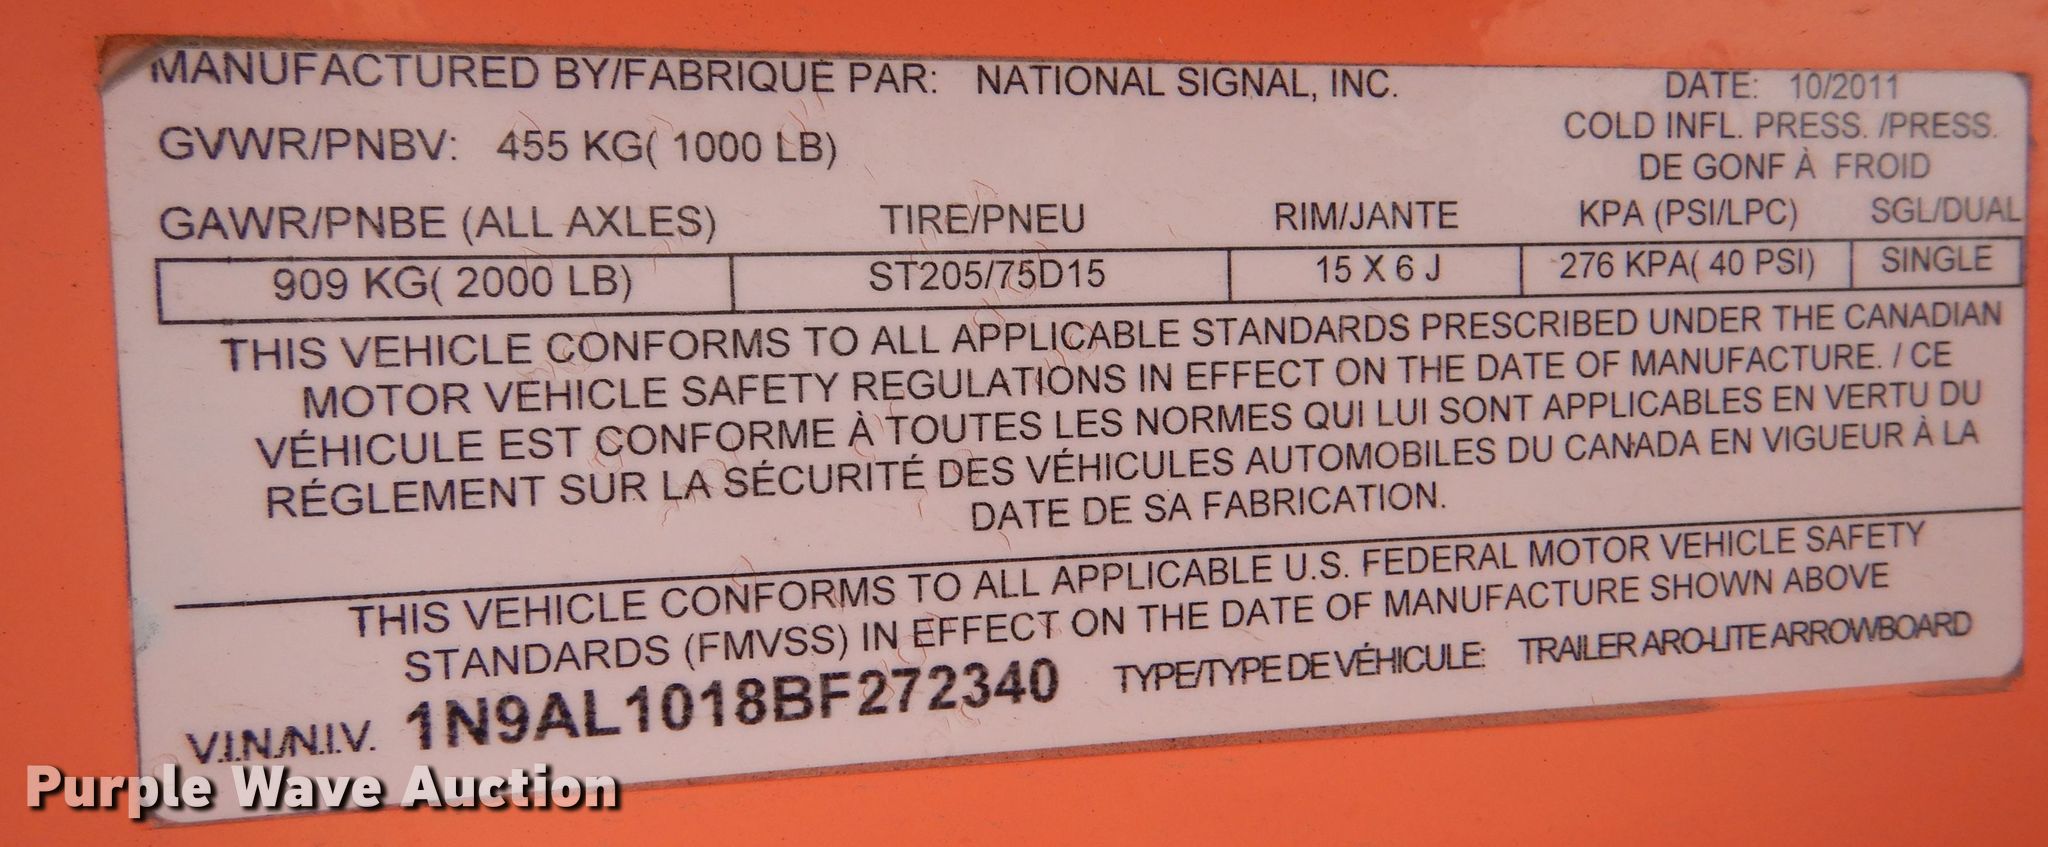 MANUFACTURED BY/FABRIQUÉ PAR: NATIONAL SIGNAL, INC. DATE: 10/2011
GVWR/PNBV: 455 KG( 1000 LB) COLD INFL. PRESS. /PRESS.
DE GONF À FROID
GAWR/PNBE (ALL AXLES) TIRE/PNEU RIM/JANTE KPA (PSI/LPC) SGL/DUAL
909 KG( 2000 LB) ST205/75D15 15 X 6 J 276 KPA( 40 PSI) SINGLE
THIS VEHICLE CONFORMS TO ALL APPLICABLE STANDARDS PRESCRIBED UNDER THE CANADIAN
MOTOR VEHICLE SAFETY REGULATIONS IN EFFECT ON THE DATE OF MANUFACTURE. / CE
VÉHICULE EST CONFORME À TOUTES LES NORMES QUI LUI SONT APPLICABLES EN VERTU DU
RÉGLEMENT SUR LA SÉCURITÉ DES VÉHICULES AUTOMOBILES DU CANADA EN VIGUEUR À LA
DATE DE SA FABRICATION.
THIS VEHICLE CONFORMS TO ALL APPLICABLE U.S. FEDERAL MOTOR VEHICLE SAFETY
STANDARDS (FMVSS) IN EFFECT ON THE DATE OF MANUFACTURE SHOWN ABOVE
V.I.N./N.I.V. 1N9AL1018BF272340 TYPE/TYPE DE VÉHICULE: TRAILER ARO-LITE ARROWBOARD
Purple Wave Auction